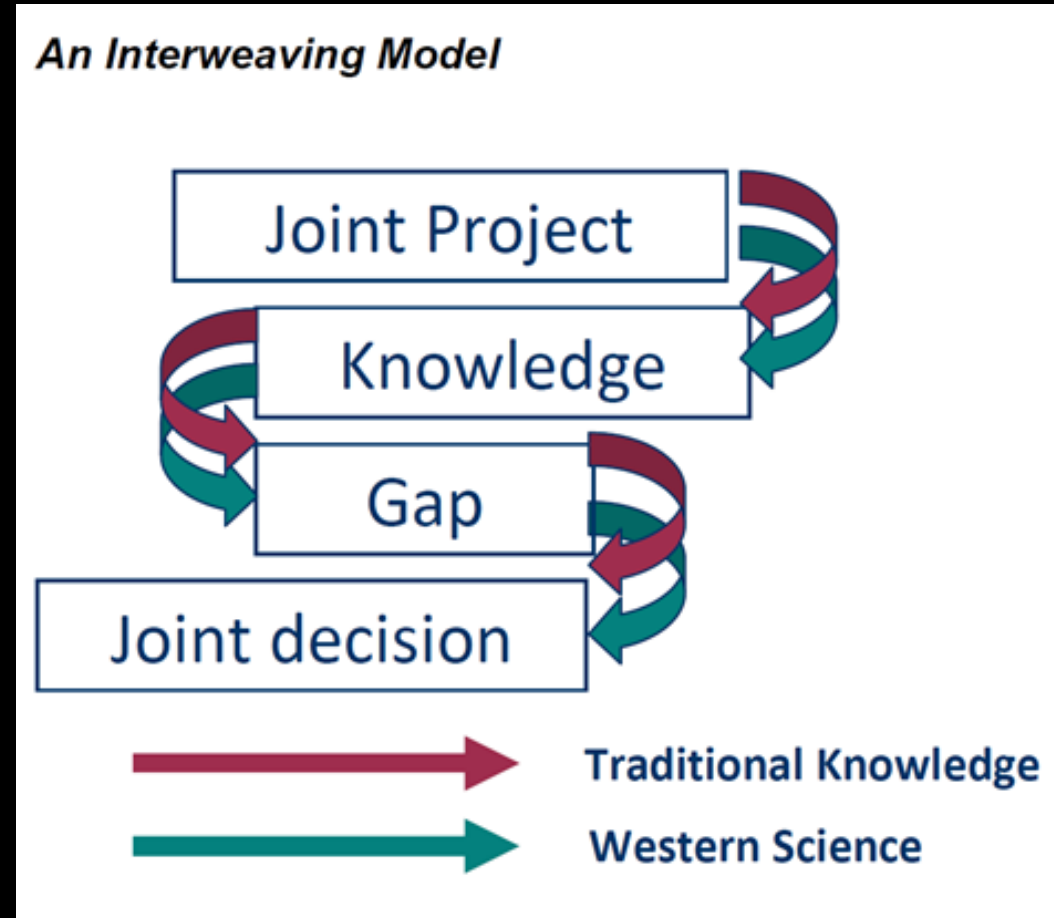 An Interweaving Model
Joint Project
Knowledge
Gap
Joint decision
Traditional Knowledge
Western Science